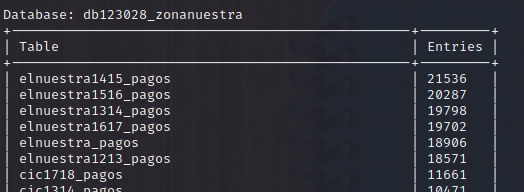 Database: db123028_zonanuestra
| Table | Entries |
| elnuestra1415_pagos | 21536 |
| elnuestra1516_pagos | 20287 |
| elnuestra1314_pagos | 19798 |
| elnuestra1617_pagos | 19702 |
| elnuestra_pagos | 18906 |
| elnuestra1213_pagos | 18571 |
| cic1718_pagos | 11661 |
| cic1314_pagos | 10471 |